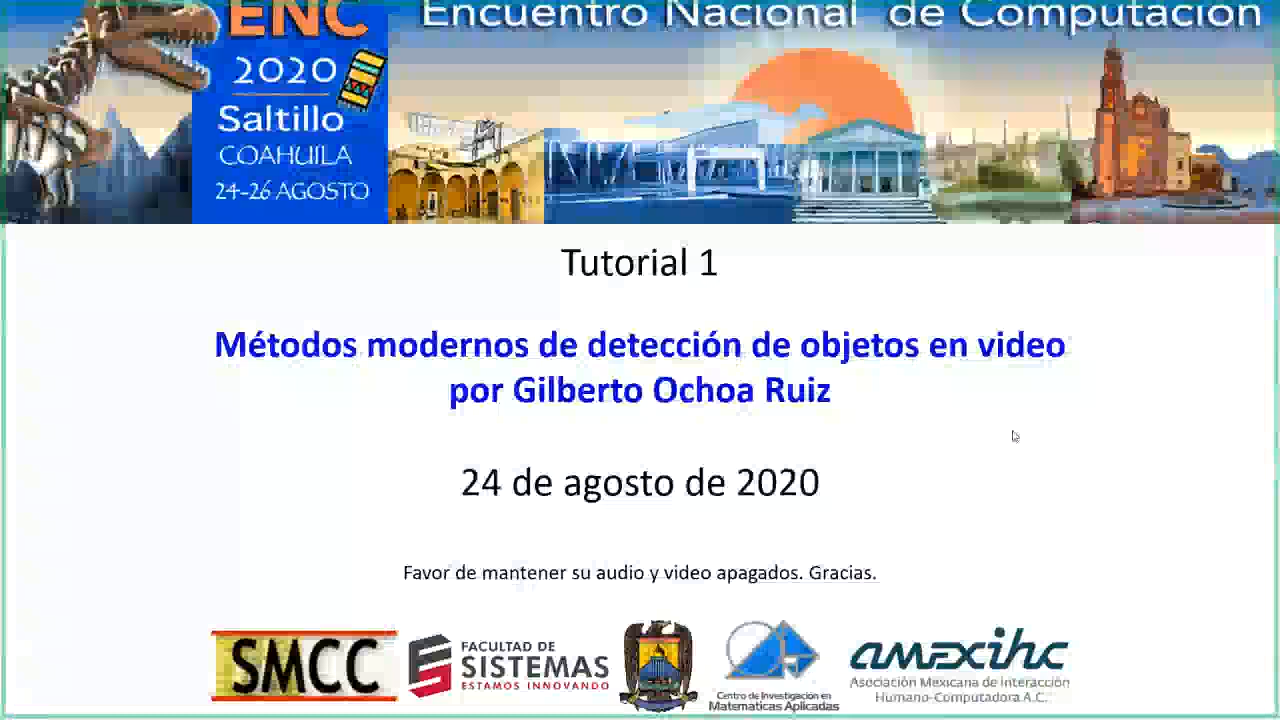 ENC
Encuentro Nacional de Computación
2020
Saltillo
COAHUILA
24-26 AGOSTO
Tutorial 1
Métodos modernos de detección de objetos en video
por Gilberto Ochoa Ruiz
24 de agosto de 2020
Favor de mantener su audio y video apagados. Gracias.
SMCC
FACULTAD DE
SISTEMAS
ESTAMOS INNOVANDO
Centro de Investigación en
Matemáticas Aplicadas
amexihc
Asociación Mexicana de Interacción
Humano-Computadora A.C.